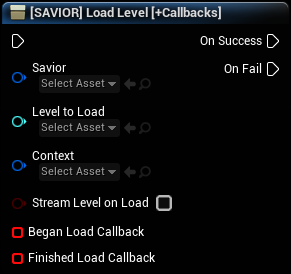 [SAVIOR] Load Level [+Callbacks]
On Success
Savior
On Fail
Select Asset
Level to Load
Select Asset
Context
Select Asset
Stream Level on Load
Began Load Callback
Finished Load Callback